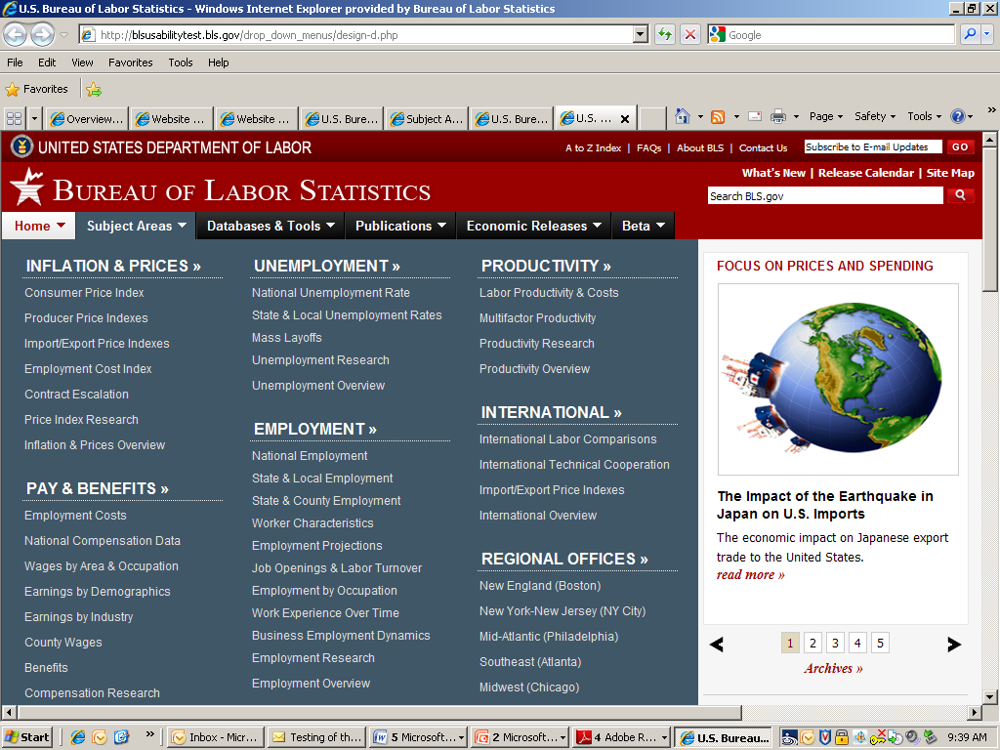 U.S. Bureau of Labor Statistics - Windows Internet Explorer provided by Bureau of Labor Statistics
http://blsusabilitytest.bls.gov/drop_down_menus/design-d.php
Google
File Edit View Favorites Tools Help
Favorites
Overview... Website ... Website ... U.S. Bure... Subject A... U.S. Bure... U.S. ... Page Safety Tools »
UNITED STATES DEPARTMENT OF LABOR
A to Z Index | FAQs | About BLS | Contact Us Subscribe to E-mail Updates GO
BUREAU OF LABOR STATISTICS
What's New | Release Calendar | Site Map
Search BLS.gov
Home Subject Areas Databases & Tools Publications Economic Releases Beta
INFLATION & PRICES »
Consumer Price Index
Producer Price Indexes
Import/Export Price Indexes
Employment Cost Index
Contract Escalation
Price Index Research
Inflation & Prices Overview
PAY & BENEFITS »
Employment Costs
National Compensation Data
Wages by Area & Occupation
Earnings by Demographics
Earnings by Industry
County Wages
Benefits
Compensation Research
UNEMPLOYMENT »
National Unemployment Rate
State & Local Unemployment Rates
Mass Layoffs
Unemployment Research
Unemployment Overview
EMPLOYMENT »
National Employment
State & Local Employment
State & County Employment
Worker Characteristics
Employment Projections
Job Openings & Labor Turnover
Employment by Occupation
Work Experience Over Time
Business Employment Dynamics
Employment Research
Employment Overview
PRODUCTIVITY »
Labor Productivity & Costs
Multifactor Productivity
Productivity Research
Productivity Overview
INTERNATIONAL »
International Labor Comparisons
International Technical Cooperation
Import/Export Price Indexes
International Overview
REGIONAL OFFICES »
New England (Boston)
New York-New Jersey (NY City)
Mid-Atlantic (Philadelphia)
Southeast (Atlanta)
Midwest (Chicago)
FOCUS ON PRICES AND SPENDING
The Impact of the Earthquake in
Japan on U.S. Imports
The economic impact on Japanese export
trade to the United States.
read more »
1 2 3 4 5
Archives »
Start » Inbox - Micr... Testing of th... 5 Microsoft... 2 Microsoft... 4 Adobe R... U.S. Bureau... 9:39 AM